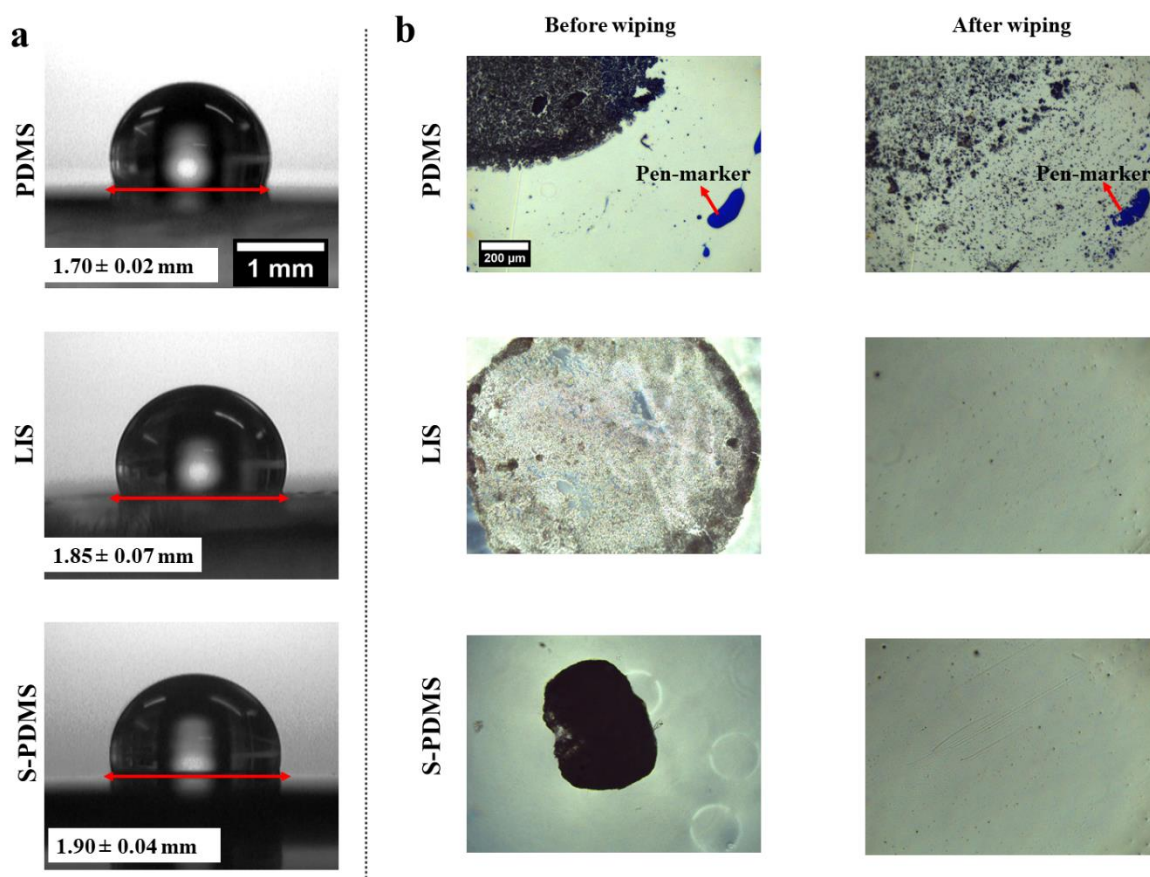 a
PDMS
1.70 ± 0.02 mm
1 mm
LIS
1.85 ± 0.07 mm
S-PDMS
1.90 ± 0.04 mm
b
Before wiping
After wiping
PDMS
Pen-marker
200 µm
Pen-marker
LIS
S-PDMS